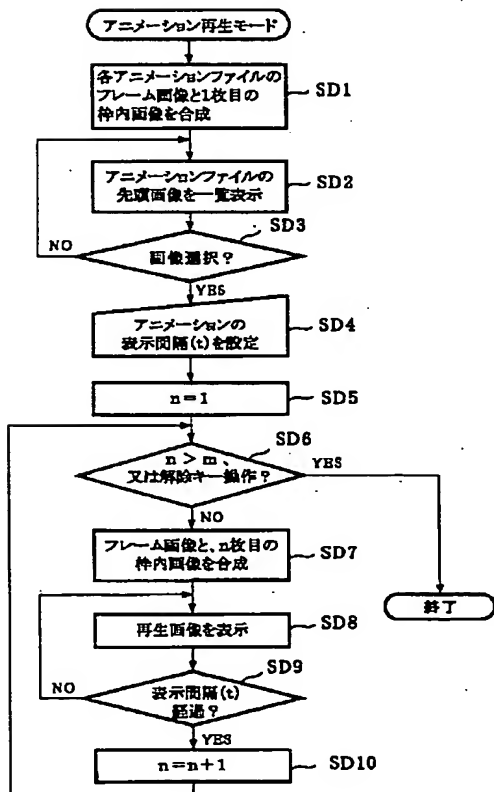 アニメーション再生モード
各アニメーションファイルの
フレーム画像と1枚目の
枠内画像を合成
SD1
アニメーションファイルの
先頭画像を一覧表示
SD2
SD3
NO
画像選択?
YES
アニメーションの
表示間隔(t)を設定
SD4
n=1
SD5
SD6
n>m、
又は解除キー操作?
YES
NO
フレーム画像と、n枚目の
枠内画像を合成
SD7
終了
再生画像を表示
SD8
SD9
NO
表示間隔(t)
経過?
YES
n=n+1
SD10